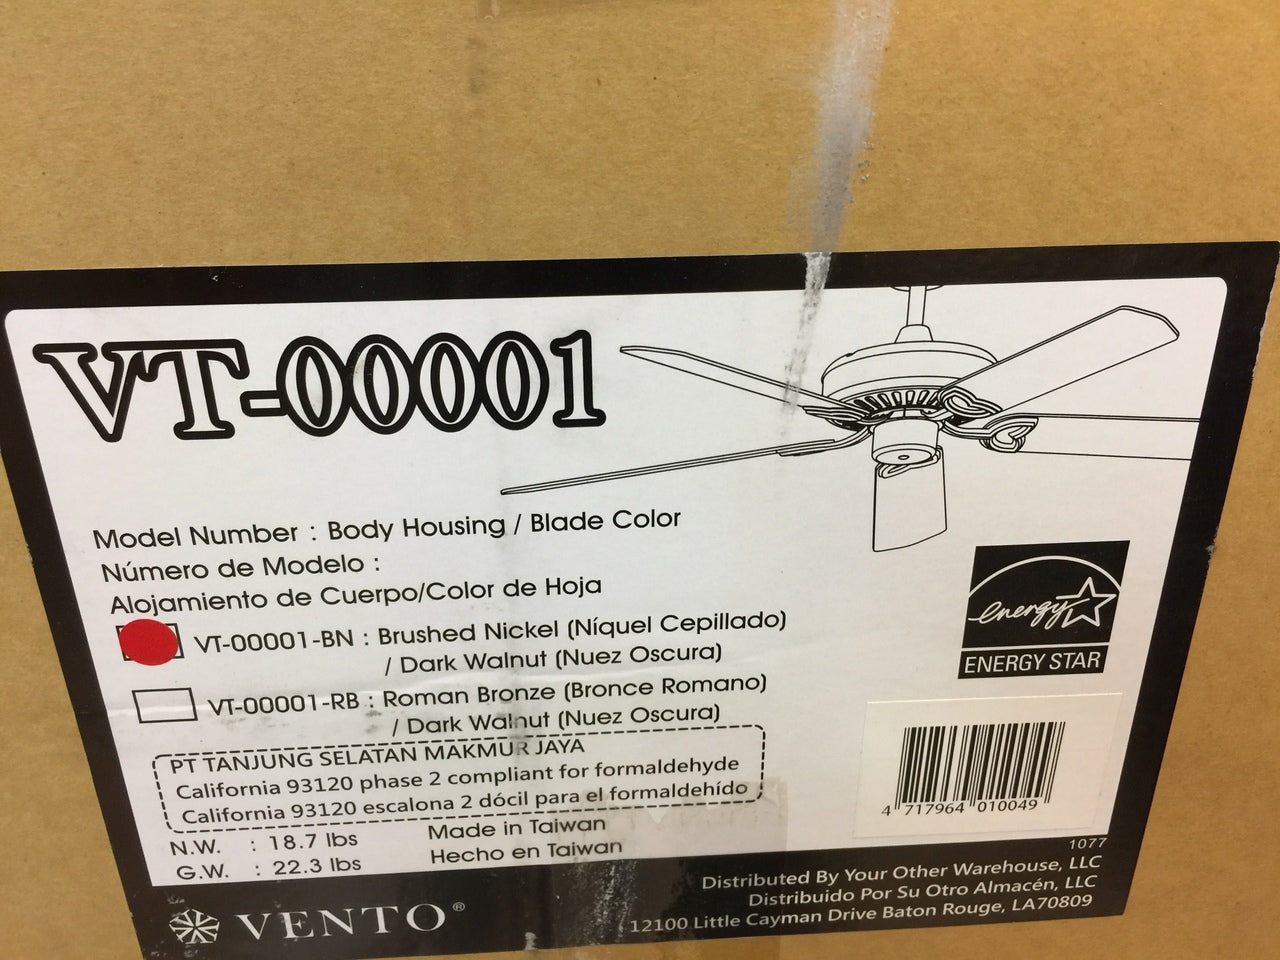 VT-00001
Model Number : Body Housing / Blade Color
Número de Modelo :
Alojamiento de Cuerpo/Color de Hoja
VT-00001-BN : Brushed Nickel (Níquel Cepillado)
/ Dark Walnut (Nuez Oscura)
VT-00001-RB : Roman Bronze (Bronce Romano)
/ Dark Walnut (Nuez Oscura)
PT TANJUNG SELATAN MAKMUR JAYA
California 93120 phase 2 compliant for formaldehyde
California 93120 escalona 2 dócil para el formaldehído
N.W. : 18.7 lbs
G.W. : 22.3 lbs
Made in Taiwan
Hecho en Taiwan
energy
ENERGY STAR
4 717964 010049
1077
Distributed By Your Other Warehouse, LLC
Distribuido Por Su Otro Almacén, LLC
12100 Little Cayman Drive Baton Rouge, LA70809
VENTO®